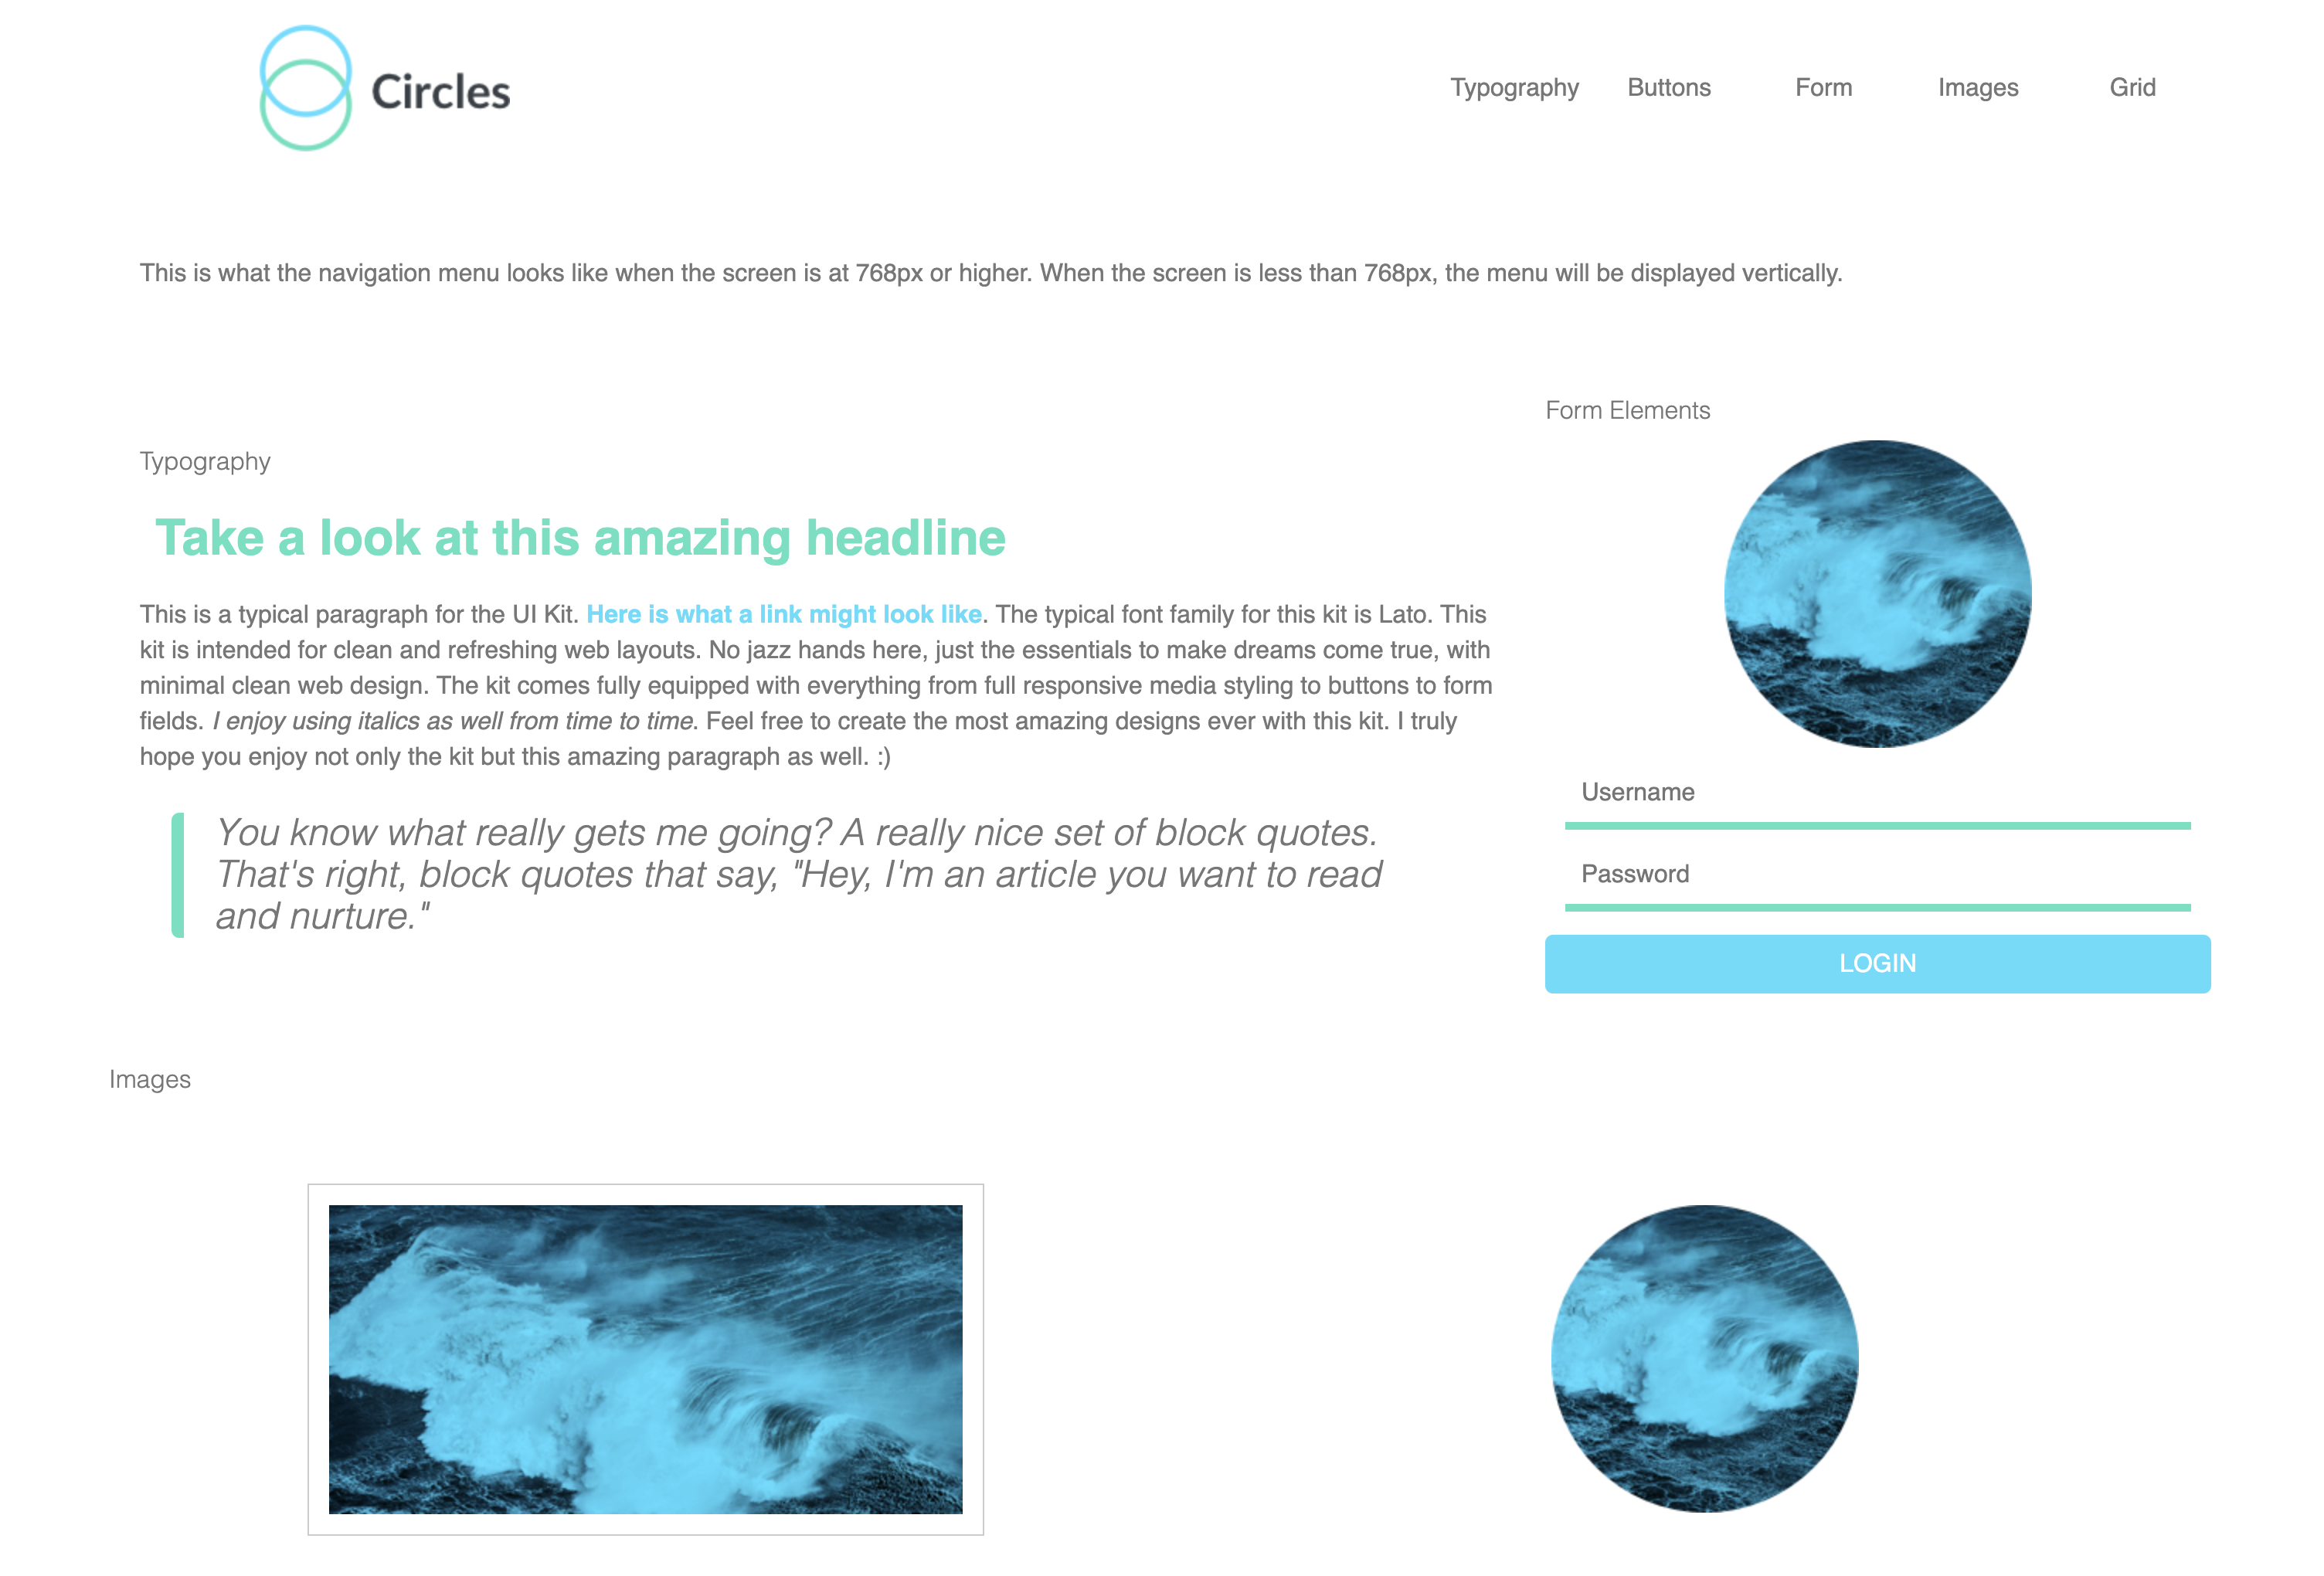 Circles
Typography Buttons Form Images Grid
This is what the navigation menu looks like when the screen is at 768px or higher. When the screen is less than 768px, the menu will be displayed vertically.
Typography
Take a look at this amazing headline
This is a typical paragraph for the UI Kit. Here is what a link might look like. The typical font family for this kit is Lato. This
kit is intended for clean and refreshing web layouts. No jazz hands here, just the essentials to make dreams come true, with
minimal clean web design. The kit comes fully equipped with everything from full responsive media styling to buttons to form
fields. I enjoy using italics as well from time to time. Feel free to create the most amazing designs ever with this kit. I truly
hope you enjoy not only the kit but this amazing paragraph as well. :)
You know what really gets me going? A really nice set of block quotes.
That's right, block quotes that say, "Hey, I'm an article you want to read
and nurture."
Form Elements
Username
Password
LOGIN
Images